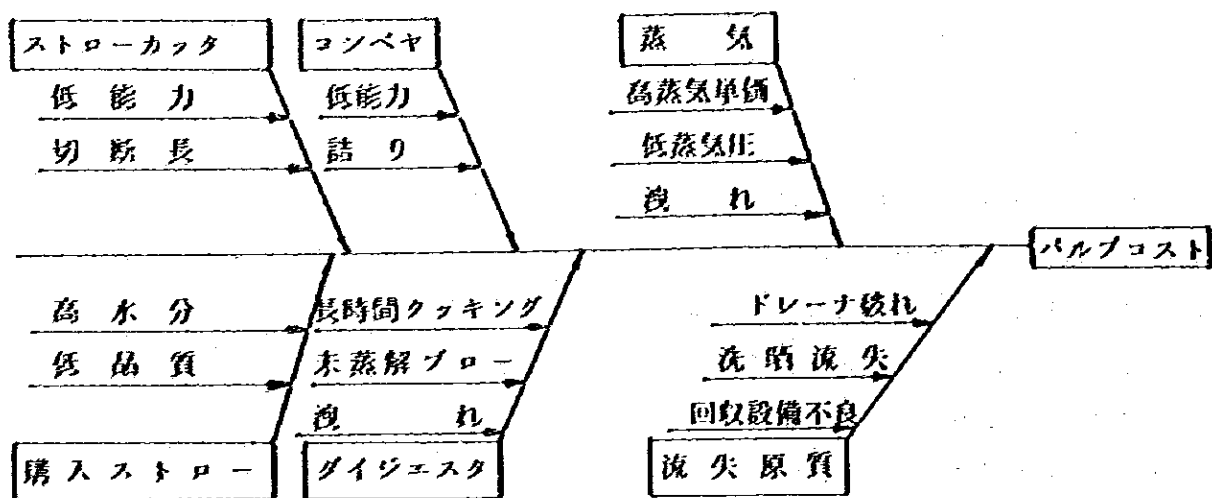 ストローカッタ
低能力
切断長
コンベヤ
低能力
詰り
蒸気
高蒸気単価
低蒸気圧
洩れ
パルプコスト
高水分
低品質
購入ストロー
長時間クッキング
未蒸解ブロー
洩れ
ダイジェスタ
ドレーナ破れ
流失
回収設備不良
流失原質